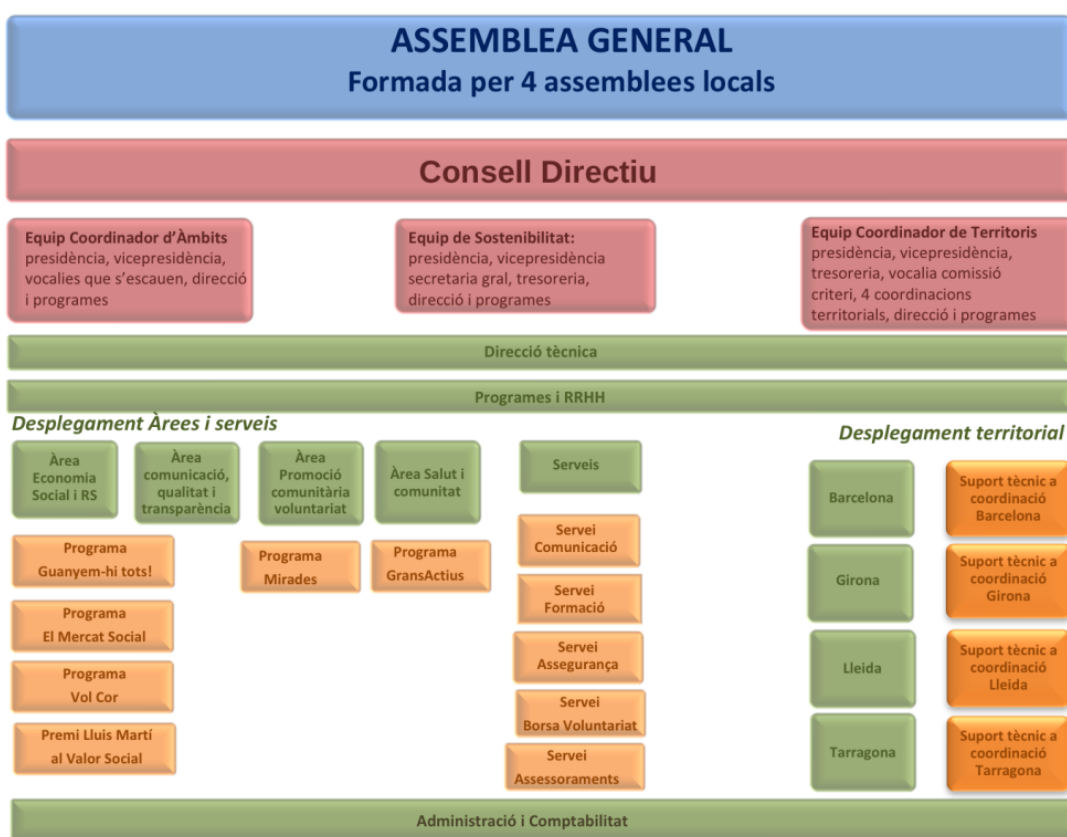 ASSEMBLEA GENERAL
Formada per 4 assemblees locals
Consell Directiu
Equip Coordinador d’Àmbits
presidència, vicepresidència,
vocalies que s’escauen, direcció
i programes
Equip de Sostenibilitat:
presidència, vicepresidència
secretaria gral, tresoreria,
direcció i programes
Equip Coordinador de Territoris
presidència, vicepresidència,
tresoreria, vocalia comissió
criteri, 4 coordinacions
territorials, direcció i programes
Direcció tècnica
Programes i RRHH
Desplegament Àrees i serveis
Àrea
Economia
Social i RS
Àrea
comunicació,
qualitat i
transparència
Àrea
Promoció
comunitària
voluntariat
Àrea Salut i
comunitat
Serveis
Programa
Guanyem-hi tots!
Programa
El Mercat Social
Programa
Vol Cor
Premi Lluis Martí
al Valor Social
Programa
Mirades
Programa
GransActius
Servei
Comunicació
Servei
Formació
Servei
Assegurança
Servei
Borsa Voluntariat
Servei
Assessoraments
Desplegament territorial
Barcelona
Suport tècnic a
coordinació
Barcelona
Girona
Suport tècnic a
coordinació
Girona
Lleida
Suport tècnic a
coordinació
Lleida
Tarragona
Suport tècnic a
coordinació
Tarragona
Administració i Comptabilitat